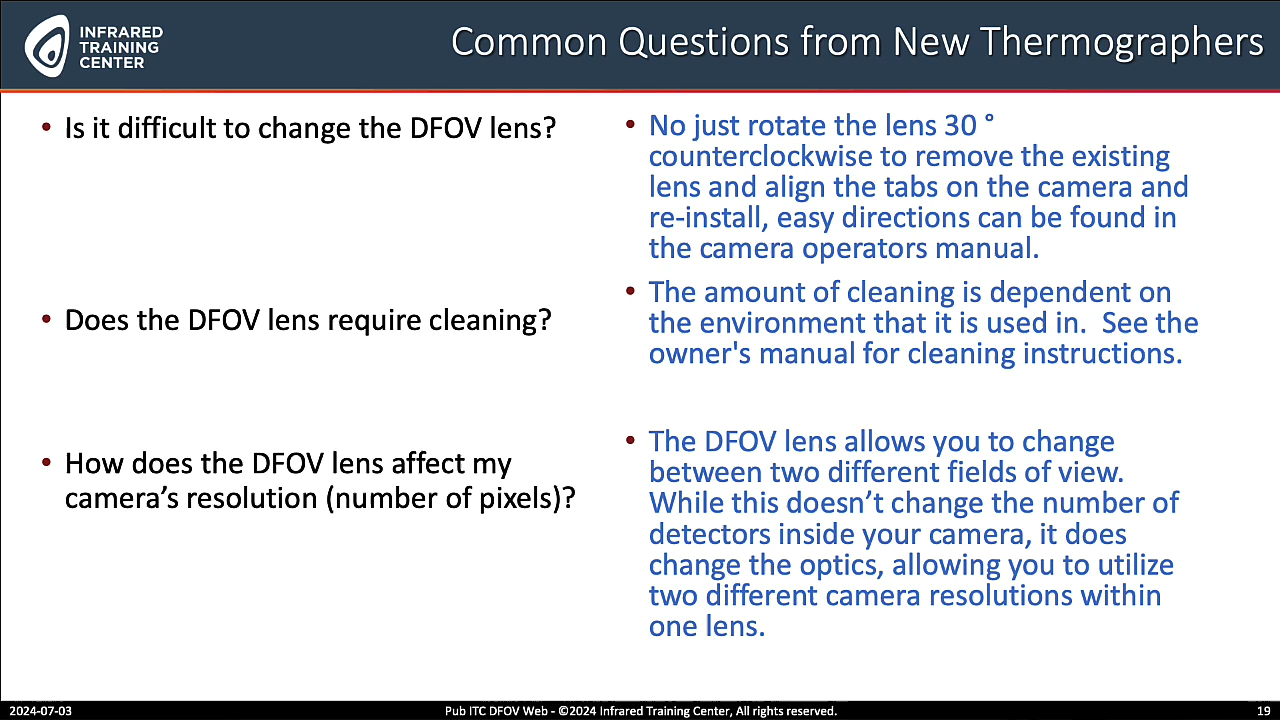 INFRARED
TRAINING
CENTER
Common Questions from New Thermographers
• Is it difficult to change the DFOV lens?
• No just rotate the lens 30 °
counterclockwise to remove the existing
lens and align the tabs on the camera and
re-install, easy directions can be found in
the camera operators manual.
• Does the DFOV lens require cleaning?
• The amount of cleaning is dependent on
the environment that it is used in.  See the
owner's manual for cleaning instructions.
• How does the DFOV lens affect my
camera’s resolution (number of pixels)?
• The DFOV lens allows you to change
between two different fields of view.
While this doesn’t change the number of
detectors inside your camera, it does
change the optics, allowing you to utilize
two different camera resolutions within
one lens.
2024-07-03
Pub ITC DFOV Web - ©2024 Infrared Training Center, All rights reserved.
19